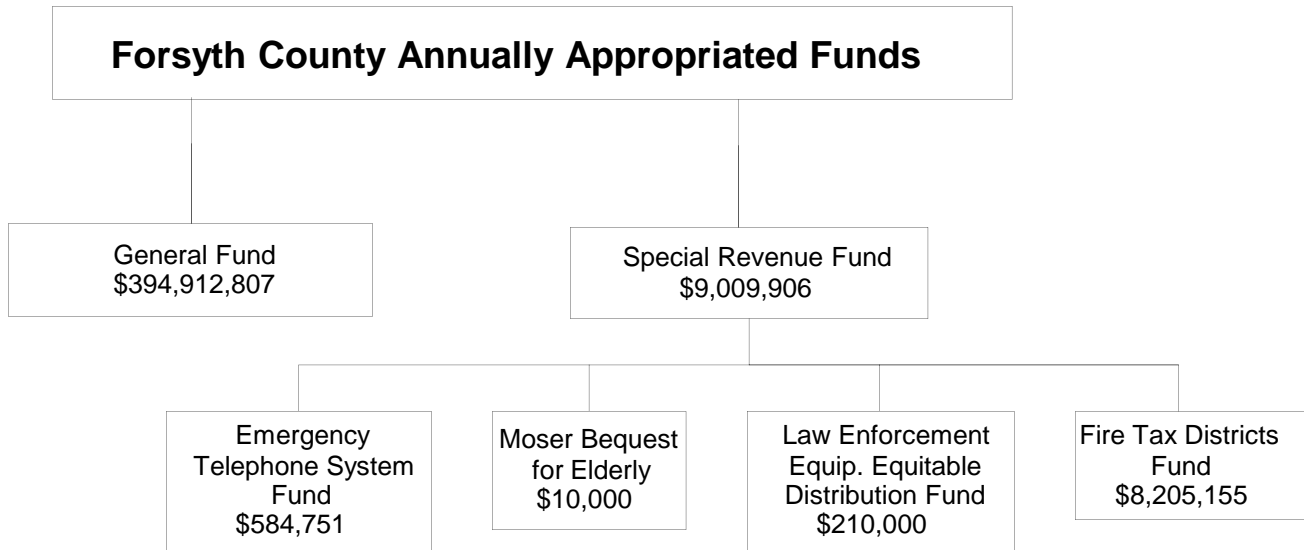 Forsyth County Annually Appropriated Funds
General Fund
$394,912,807
Special Revenue Fund
$9,009,906
Emergency
Telephone System
Fund
$584,751
Moser Bequest
for Elderly
$10,000
Law Enforcement
Equip. Equitable
Distribution Fund
$210,000
Fire Tax Districts
Fund
$8,205,155